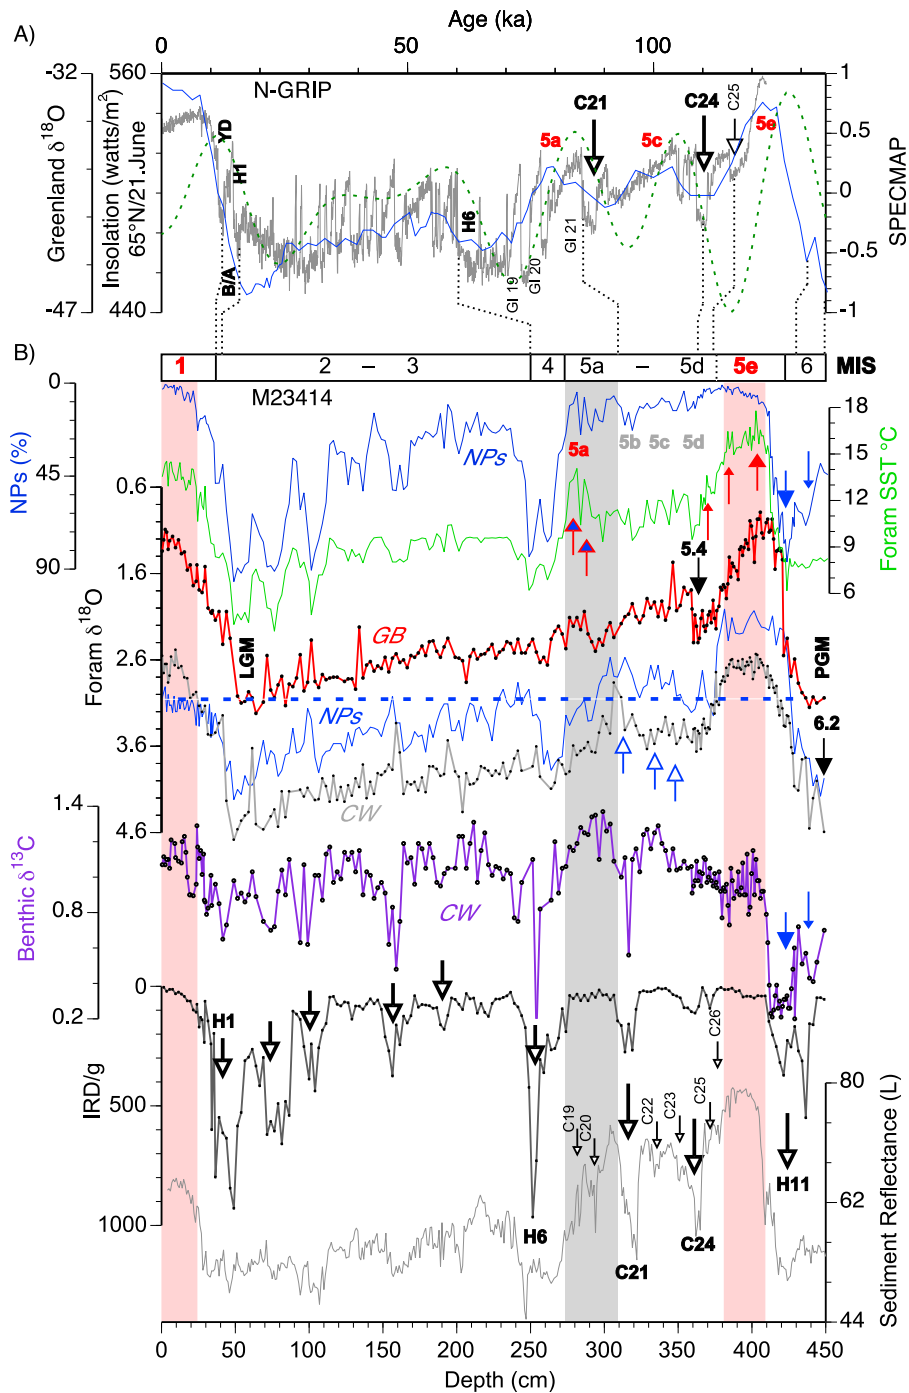 A)
Age (ka)
0
50
100
-32
560
1
N-GRIP
Greenland δ18O
Insolation (watts/m2)
65°N/21.June
SPECMAP
0.5
0
-0.5
-1
-47
440
YD
H1
B/A
H6
GI 19
GI 20
GI 21
5a
C21
5c
C24
C25
5e
B)
1
2 – 3
4
5a
–
5d
5e
6
MIS
M23414
0
45
90
NPs (%)
18
15
12
9
6
Foram SST °C
NPs
5a
5b
5c
5d
0.6
1.6
2.6
3.6
4.6
Foram δ18O
5.4
LGM
GB
PGM
NPs
6.2
CW
1.4
0.8
0.2
Benthic δ13C
CW
0
500
1000
IRD/g
H1
H6
C19
C20
C21
C22
C23
C24
C25
C26
H11
80
62
44
Sediment Reflectance (L)
0
50
100
150
200
250
300
350
400
450
Depth (cm)